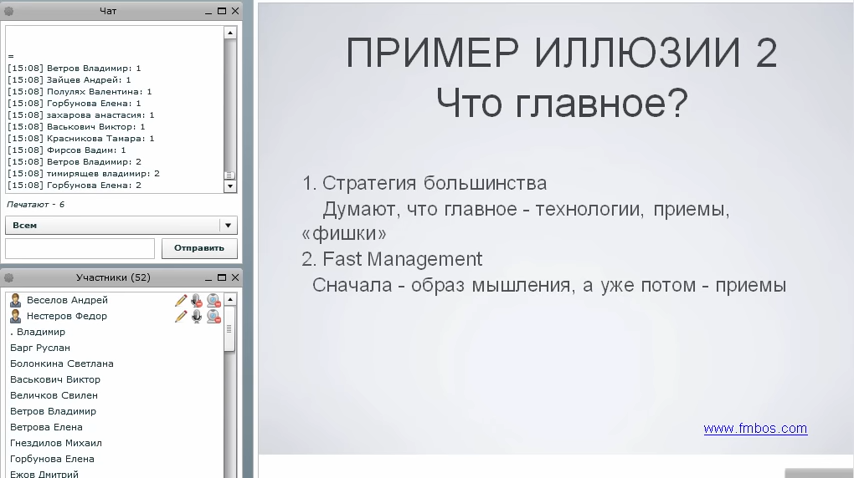 Чат
=
[15:08] Ветров Владимир: 1
[15:08] Зайцев Андрей: 1
[15:08] Полулях Валентина: 1
[15:08] Горбунова Елена: 1
[15:08] захарова анастасия: 1
[15:08] Васькович Виктор: 1
[15:08] Красникова Тамара: 1
[15:08] Фирсов Вадим: 1
[15:08] Ветров Владимир: 2
[15:08] тимирящев владимир: 2
[15:08] Горбунова Елена: 2
Печатают - 6
Всем
Отправить
Участники (52)
Веселов Андрей
Нестеров Федор
. Владимир
Барг Руслан
Болонкина Светлана
Васькович Виктор
Величков Свилен
Ветров Владимир
Ветрова Елена
Гнездилов Михаил
Горбунова Елена
Ежов Дмитрий
ПРИМЕР ИЛЛЮЗИИ 2
Что главное?
1. Стратегия большинства
Думают, что главное - технологии, приемы,
«фишки»
2. Fast Management
Сначала - образ мышления, а уже потом - приемы
www.fmbos.com